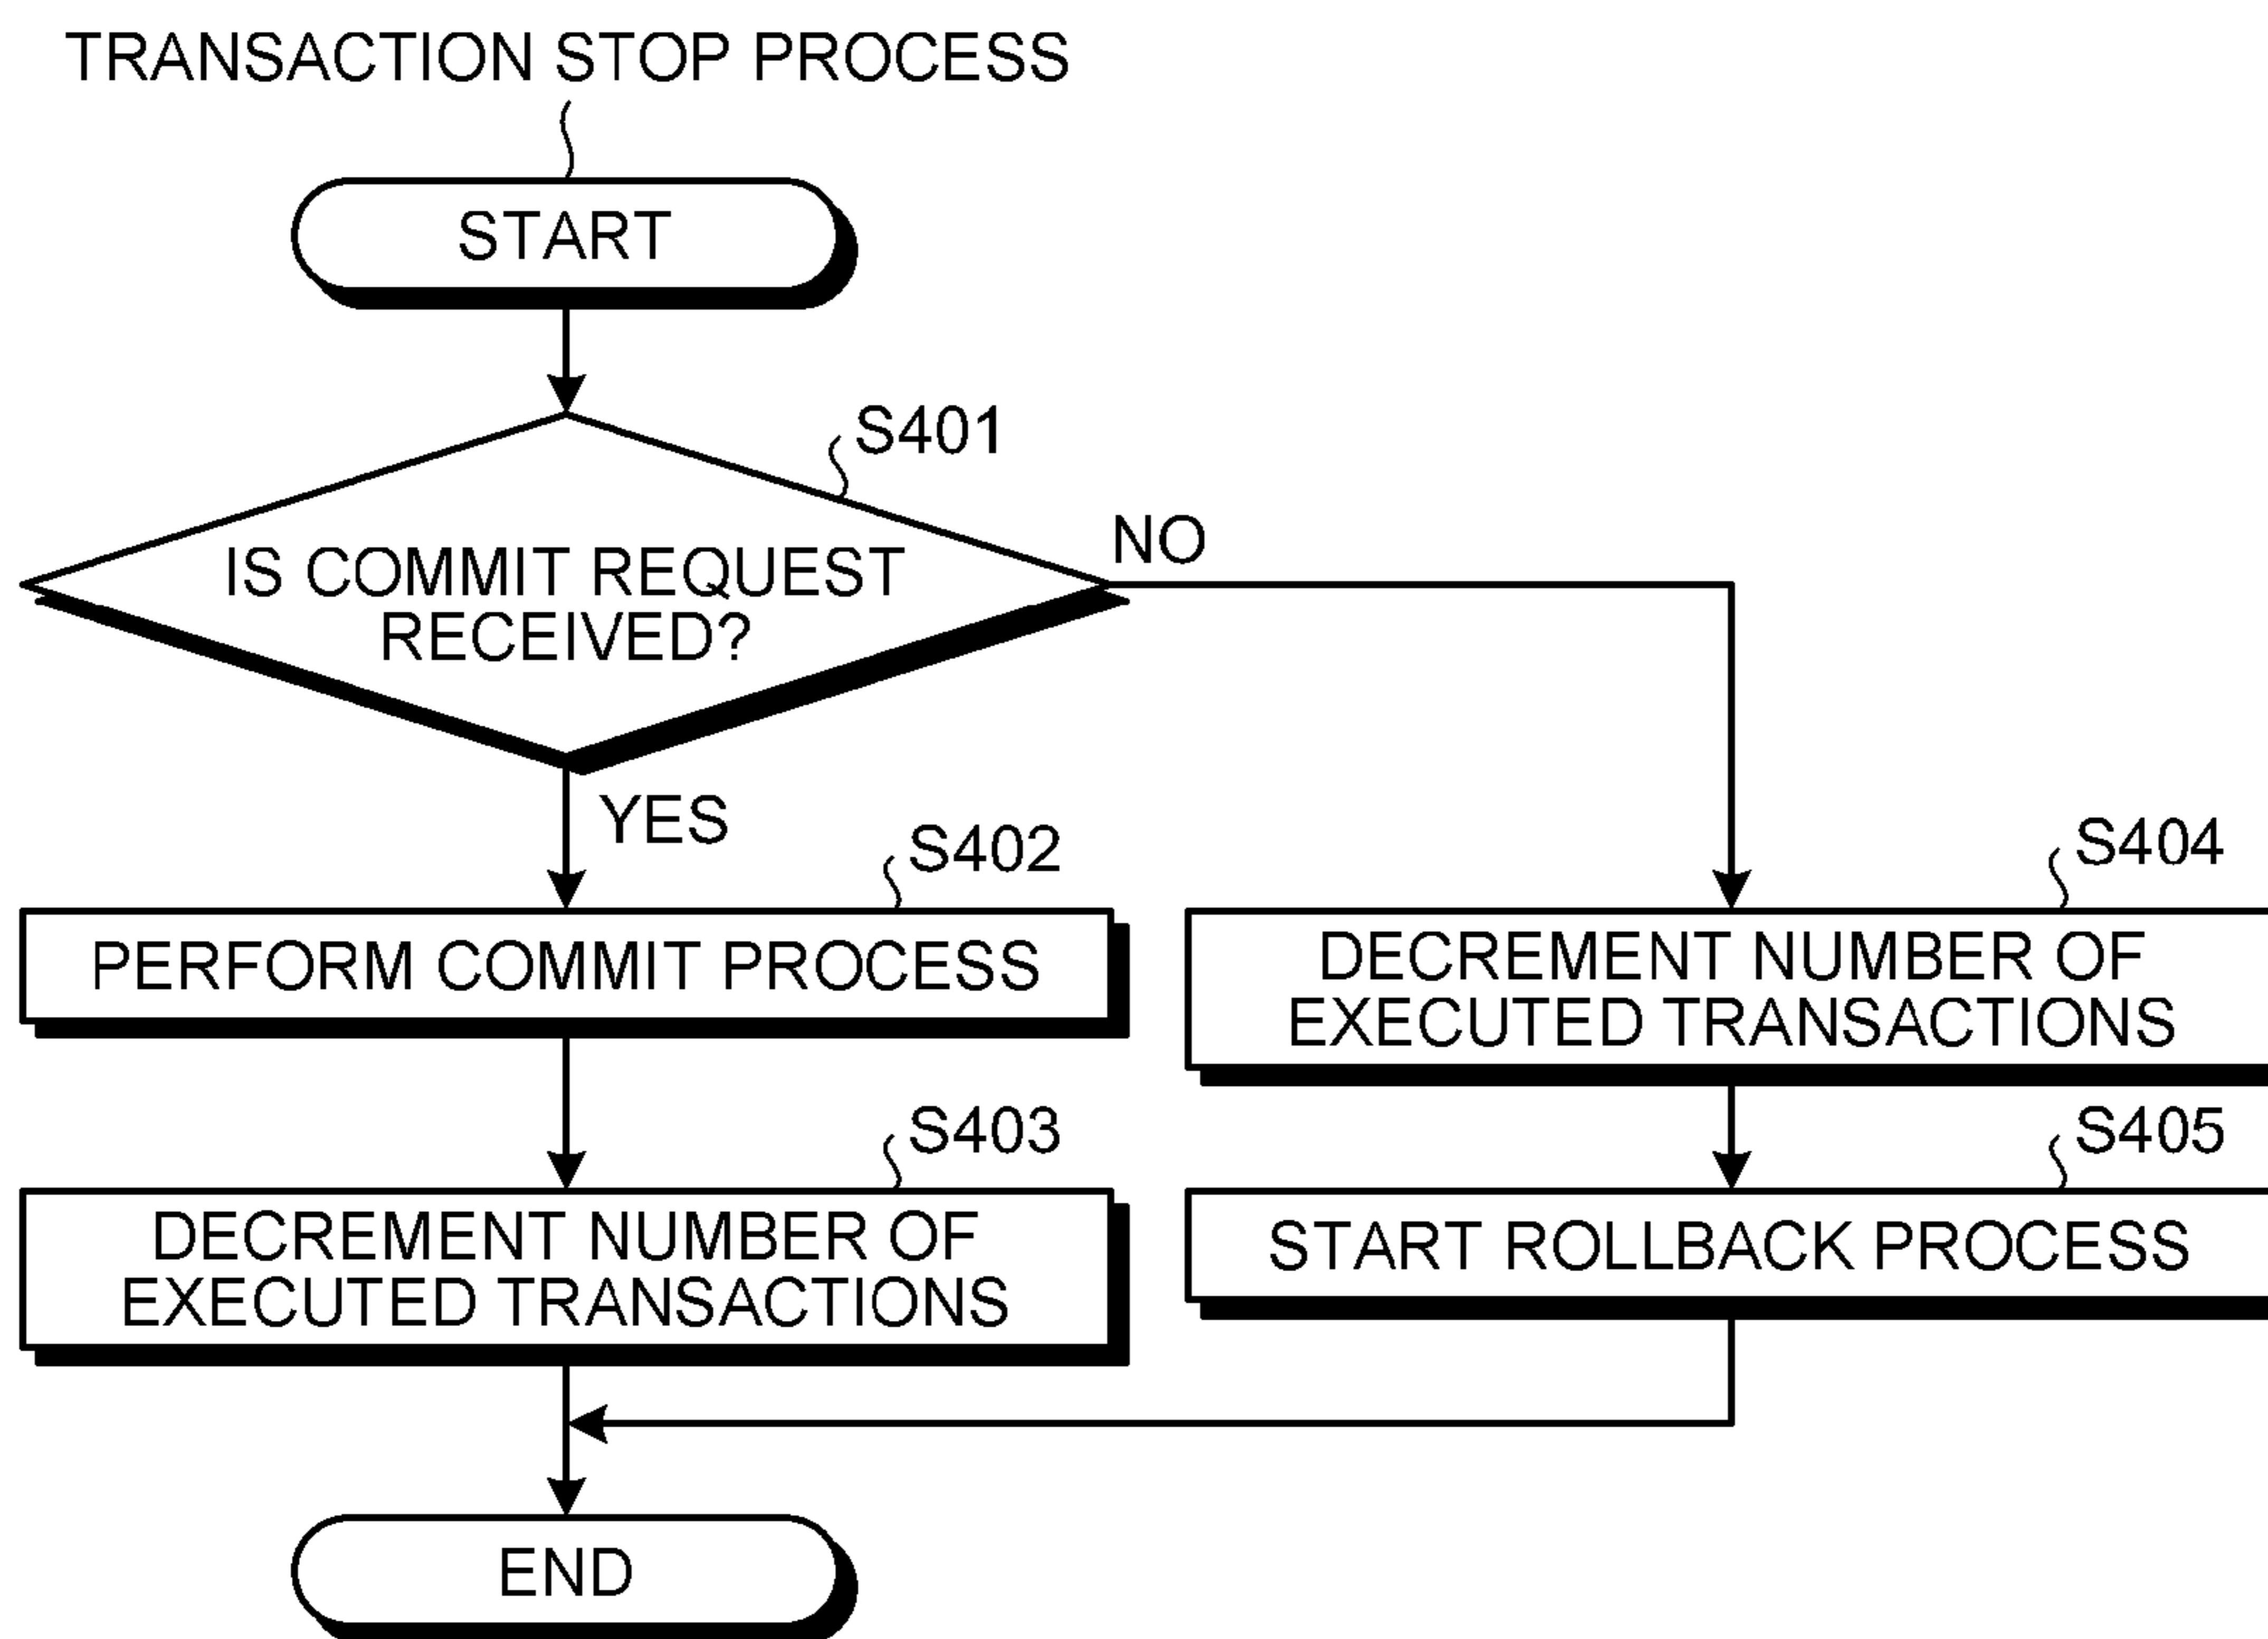 TRANSACTION STOP PROCESS
START
S401
IS COMMIT REQUEST
RECEIVED?
NO
YES
S402
PERFORM COMMIT PROCESS
S403
DECREMENT NUMBER OF
EXECUTED TRANSACTIONS
S404
DECREMENT NUMBER OF
EXECUTED TRANSACTIONS
S405
START ROLLBACK PROCESS
END